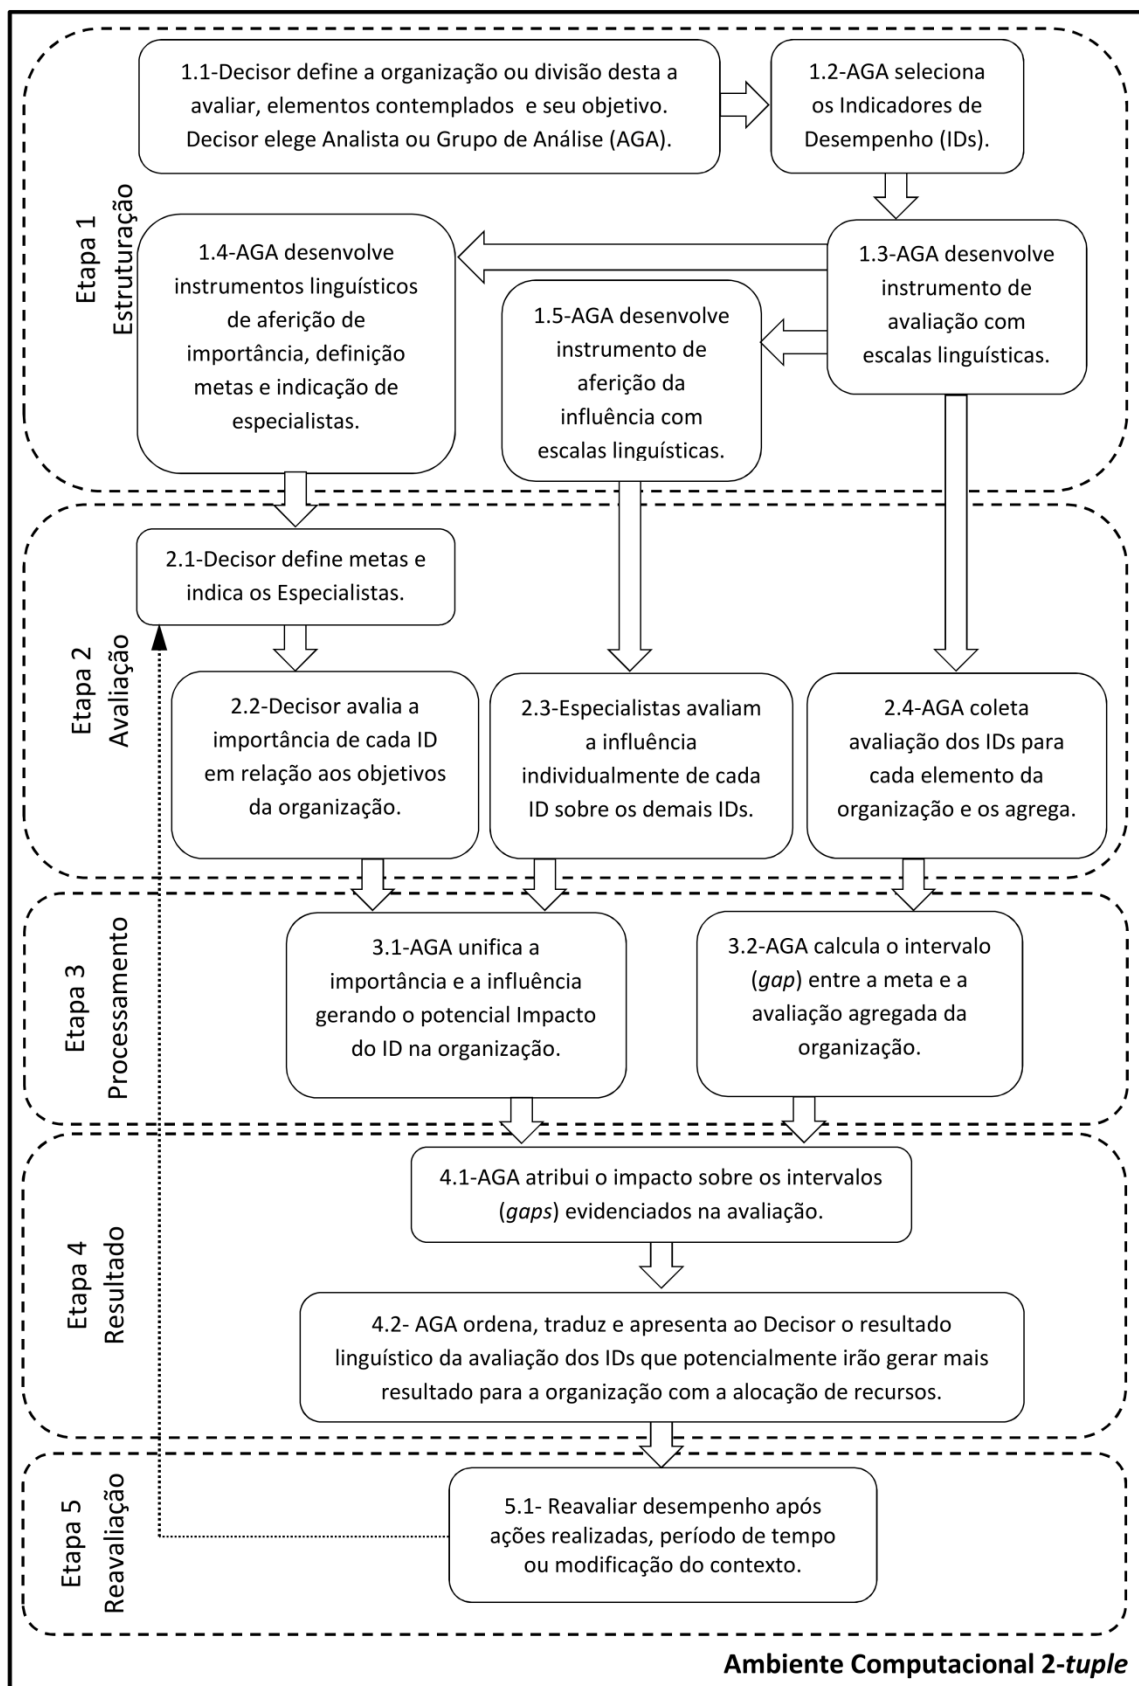 Etapa 1
Estruturação
1.1-Decisor define a organização ou divisão desta a
avaliar, elementos contemplados e seu objetivo.
Decisor elege Analista ou Grupo de Análise (AGA).
1.2-AGA seleciona
os Indicadores de
Desempenho (IDs).
1.3-AGA desenvolve
instrumento de
avaliação com
escalas linguísticas.
1.4-AGA desenvolve
instrumentos linguísticos
de aferição de
importância, definição
metas e indicação de
especialistas.
1.5-AGA desenvolve
instrumento de
aferição da
influência com
escalas linguísticas.
Etapa 2
Avaliação
2.1-Decisor define metas e
indica os Especialistas.
2.2-Decisor avalia a
importância de cada ID
em relação aos objetivos
da organização.
2.3-Especialistas avaliam
a influência
individualmente de cada
ID sobre os demais IDs.
2.4-AGA coleta
avaliação dos IDs para
cada elemento da
organização e os agrega.
Etapa 3
Processamento
3.1-AGA unifica a
importância e a influência
gerando o potencial Impacto
do ID na organização.
3.2-AGA calcula o intervalo
(gap) entre a meta e a
avaliação agregada da
organização.
Etapa 4
Resultado
4.1-AGA atribui o impacto sobre os intervalos
(gaps) evidenciados na avaliação.
4.2- AGA ordena, traduz e apresenta ao Decisor o resultado
linguístico da avaliação dos IDs que potencialmente irão gerar mais
resultado para a organização com a alocação de recursos.
Etapa 5
Reavaliação
5.1- Reavaliar desempenho após
ações realizadas, período de tempo
ou modificação do contexto.
Ambiente Computacional 2-tuple